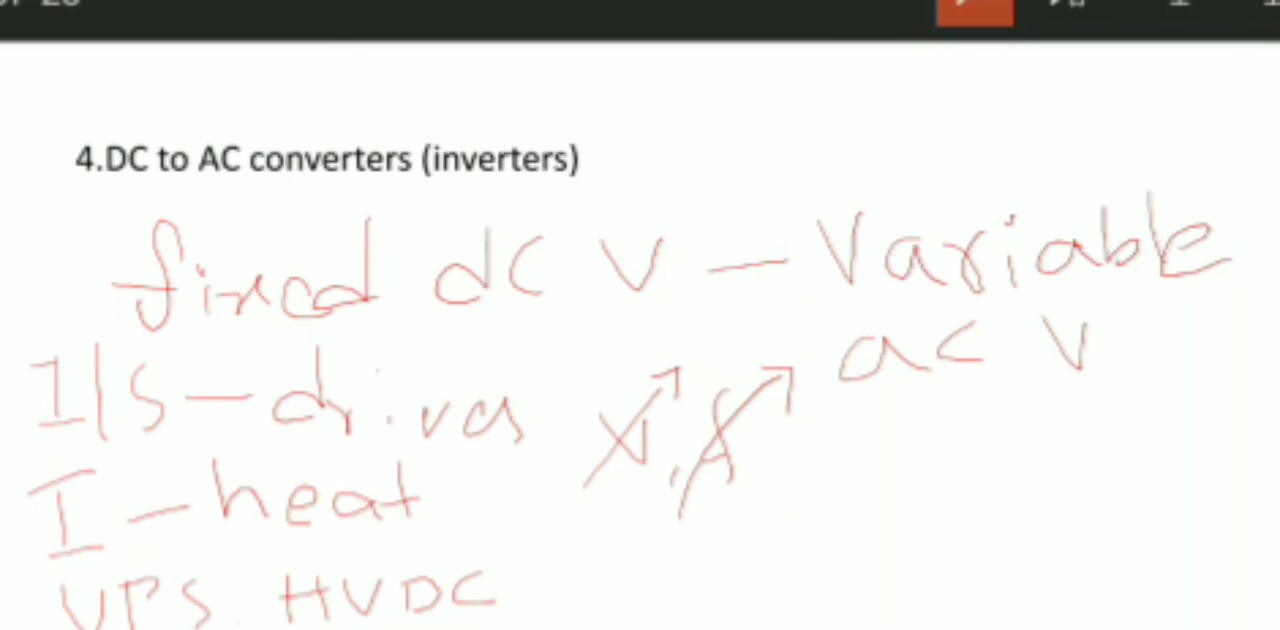 4.DC to AC converters (inverters)
fixed dc V – Variable
ac V
I/S – drives V, f
I – heat
UPS, HVDC